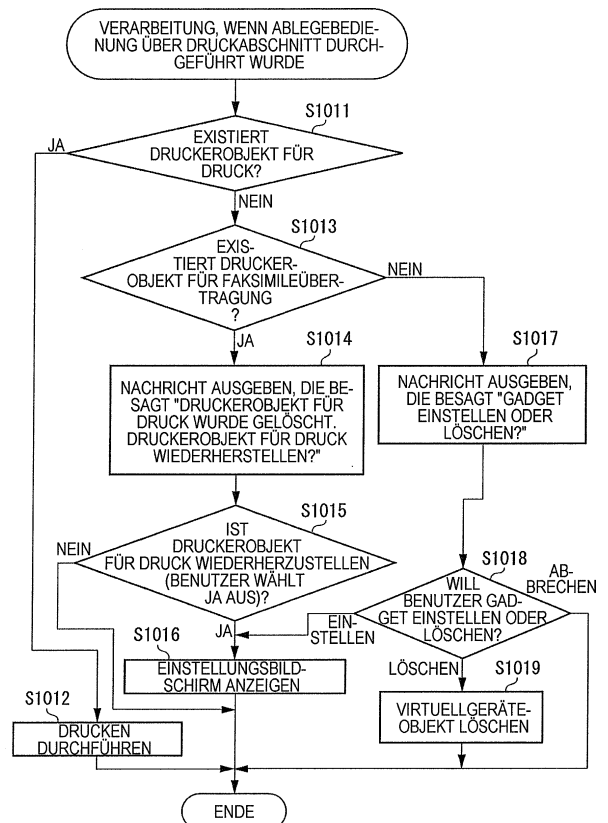 VERARBEITUNG, WENN ABLEGEBEDIE-
NUNG ÜBER DRUCKABSCHNITT DURCH-
GEFÜHRT WURDE
S1011
JA
EXISTIERT
DRUCKEROBJEKT FÜR
DRUCK?
NEIN
S1013
EXIS-
TIERT DRUCKER-
OBJEKT FÜR FAKSIMILEÜBER-
TRAGUNG
?
NEIN
JA
S1014
NACHRICHT AUSGEBEN, DIE BE-
SAGT "DRUCKEROBJEKT FÜR
DRUCK WURDE GELÖSCHT.
DRUCKEROBJEKT FÜR DRUCK
WIEDERHERSTELLEN?"
S1017
NACHRICHT AUSGEBEN,
DIE BESAGT "GADGET
EINSTELLEN ODER
LÖSCHEN?"
S1015
NEIN
IST
DRUCKEROBJEKT
FÜR DRUCK WIEDERHERZUSTELLEN
(BENUTZER WÄHLT
JA AUS)?
JA
S1018
AB-
BRECHEN
WILL
BENUTZER GAD-
GET EINSTELLEN ODER
LÖSCHEN?
EIN-
STELLEN
LÖSCHEN
S1016
EINSTELLUNGSBILD-
SCHIRM ANZEIGEN
S1019
VIRTUELLGERÄTE-
OBJEKT LÖSCHEN
S1012
DRUCKEN
DURCHFÜHREN
ENDE